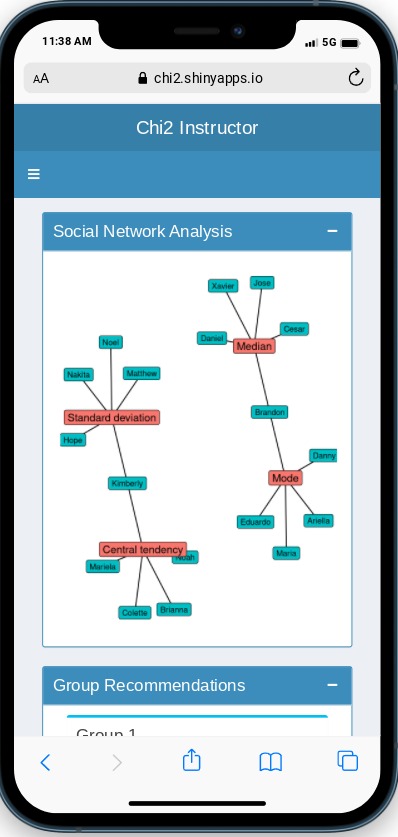 11:38 AM
5G
AA
chi2.shinyapps.io
Chi2 Instructor
Social Network Analysis
Xavier
Jose
Cesar
Daniel
Median
Noel
Nakita
Matthew
Standard deviation
Brandon
Hope
Danny
Mode
Kimberly
Eduardo
Ariella
Central tendency
Maria
Noah
Mariela
Colette
Brianna
Group Recommendations
Group 1